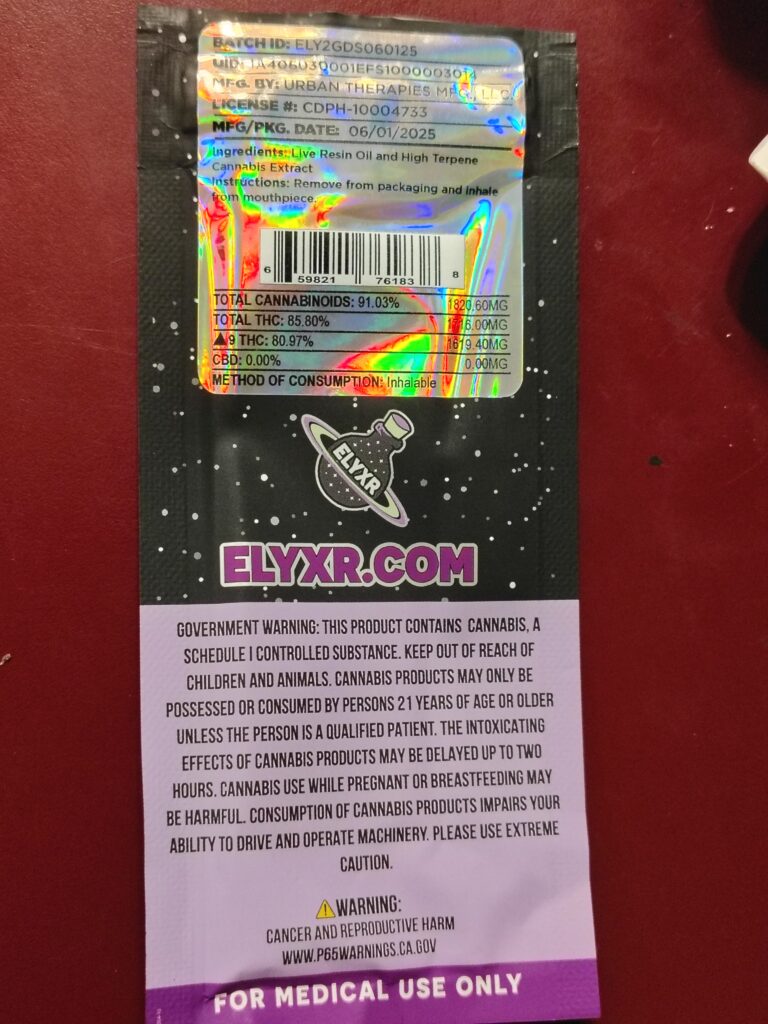 BATCH ID: ELY2GDS060125
UID: 1A406030001EF51000003014
MFG. BY: URBAN THERAPIES MFG., LLC.
LICENSE #: CDPH-10004733
MFG/PKG. DATE: 06/01/2025
Ingredients: Live Resin Oil and High Terpene
Cannabis Extract
Instructions: Remove from packaging and inhale
from mouthpiece.
6 59821 76183 8
TOTAL CANNABINOIDS: 91.03% 1820.60MG
TOTAL THC: 85.80% 1716.00MG
▲9 THC: 80.97% 1619.40MG
CBD: 0.00% 0.00MG
METHOD OF CONSUMPTION: Inhalable
ELYXR
ELYXR.COM
GOVERNMENT WARNING: THIS PRODUCT CONTAINS CANNABIS, A
SCHEDULE I CONTROLLED SUBSTANCE. KEEP OUT OF REACH OF
CHILDREN AND ANIMALS. CANNABIS PRODUCTS MAY ONLY BE
POSSESSED OR CONSUMED BY PERSONS 21 YEARS OF AGE OR OLDER
UNLESS THE PERSON IS A QUALIFIED PATIENT. THE INTOXICATING
EFFECTS OF CANNABIS PRODUCTS MAY BE DELAYED UP TO TWO
HOURS. CANNABIS USE WHILE PREGNANT OR BREASTFEEDING MAY
BE HARMFUL. CONSUMPTION OF CANNABIS PRODUCTS IMPAIRS YOUR
ABILITY TO DRIVE AND OPERATE MACHINERY. PLEASE USE EXTREME
CAUTION.
⚠WARNING:
CANCER AND REPRODUCTIVE HARM
WWW.P65WARNINGS.CA.GOV
FOR MEDICAL USE ONLY